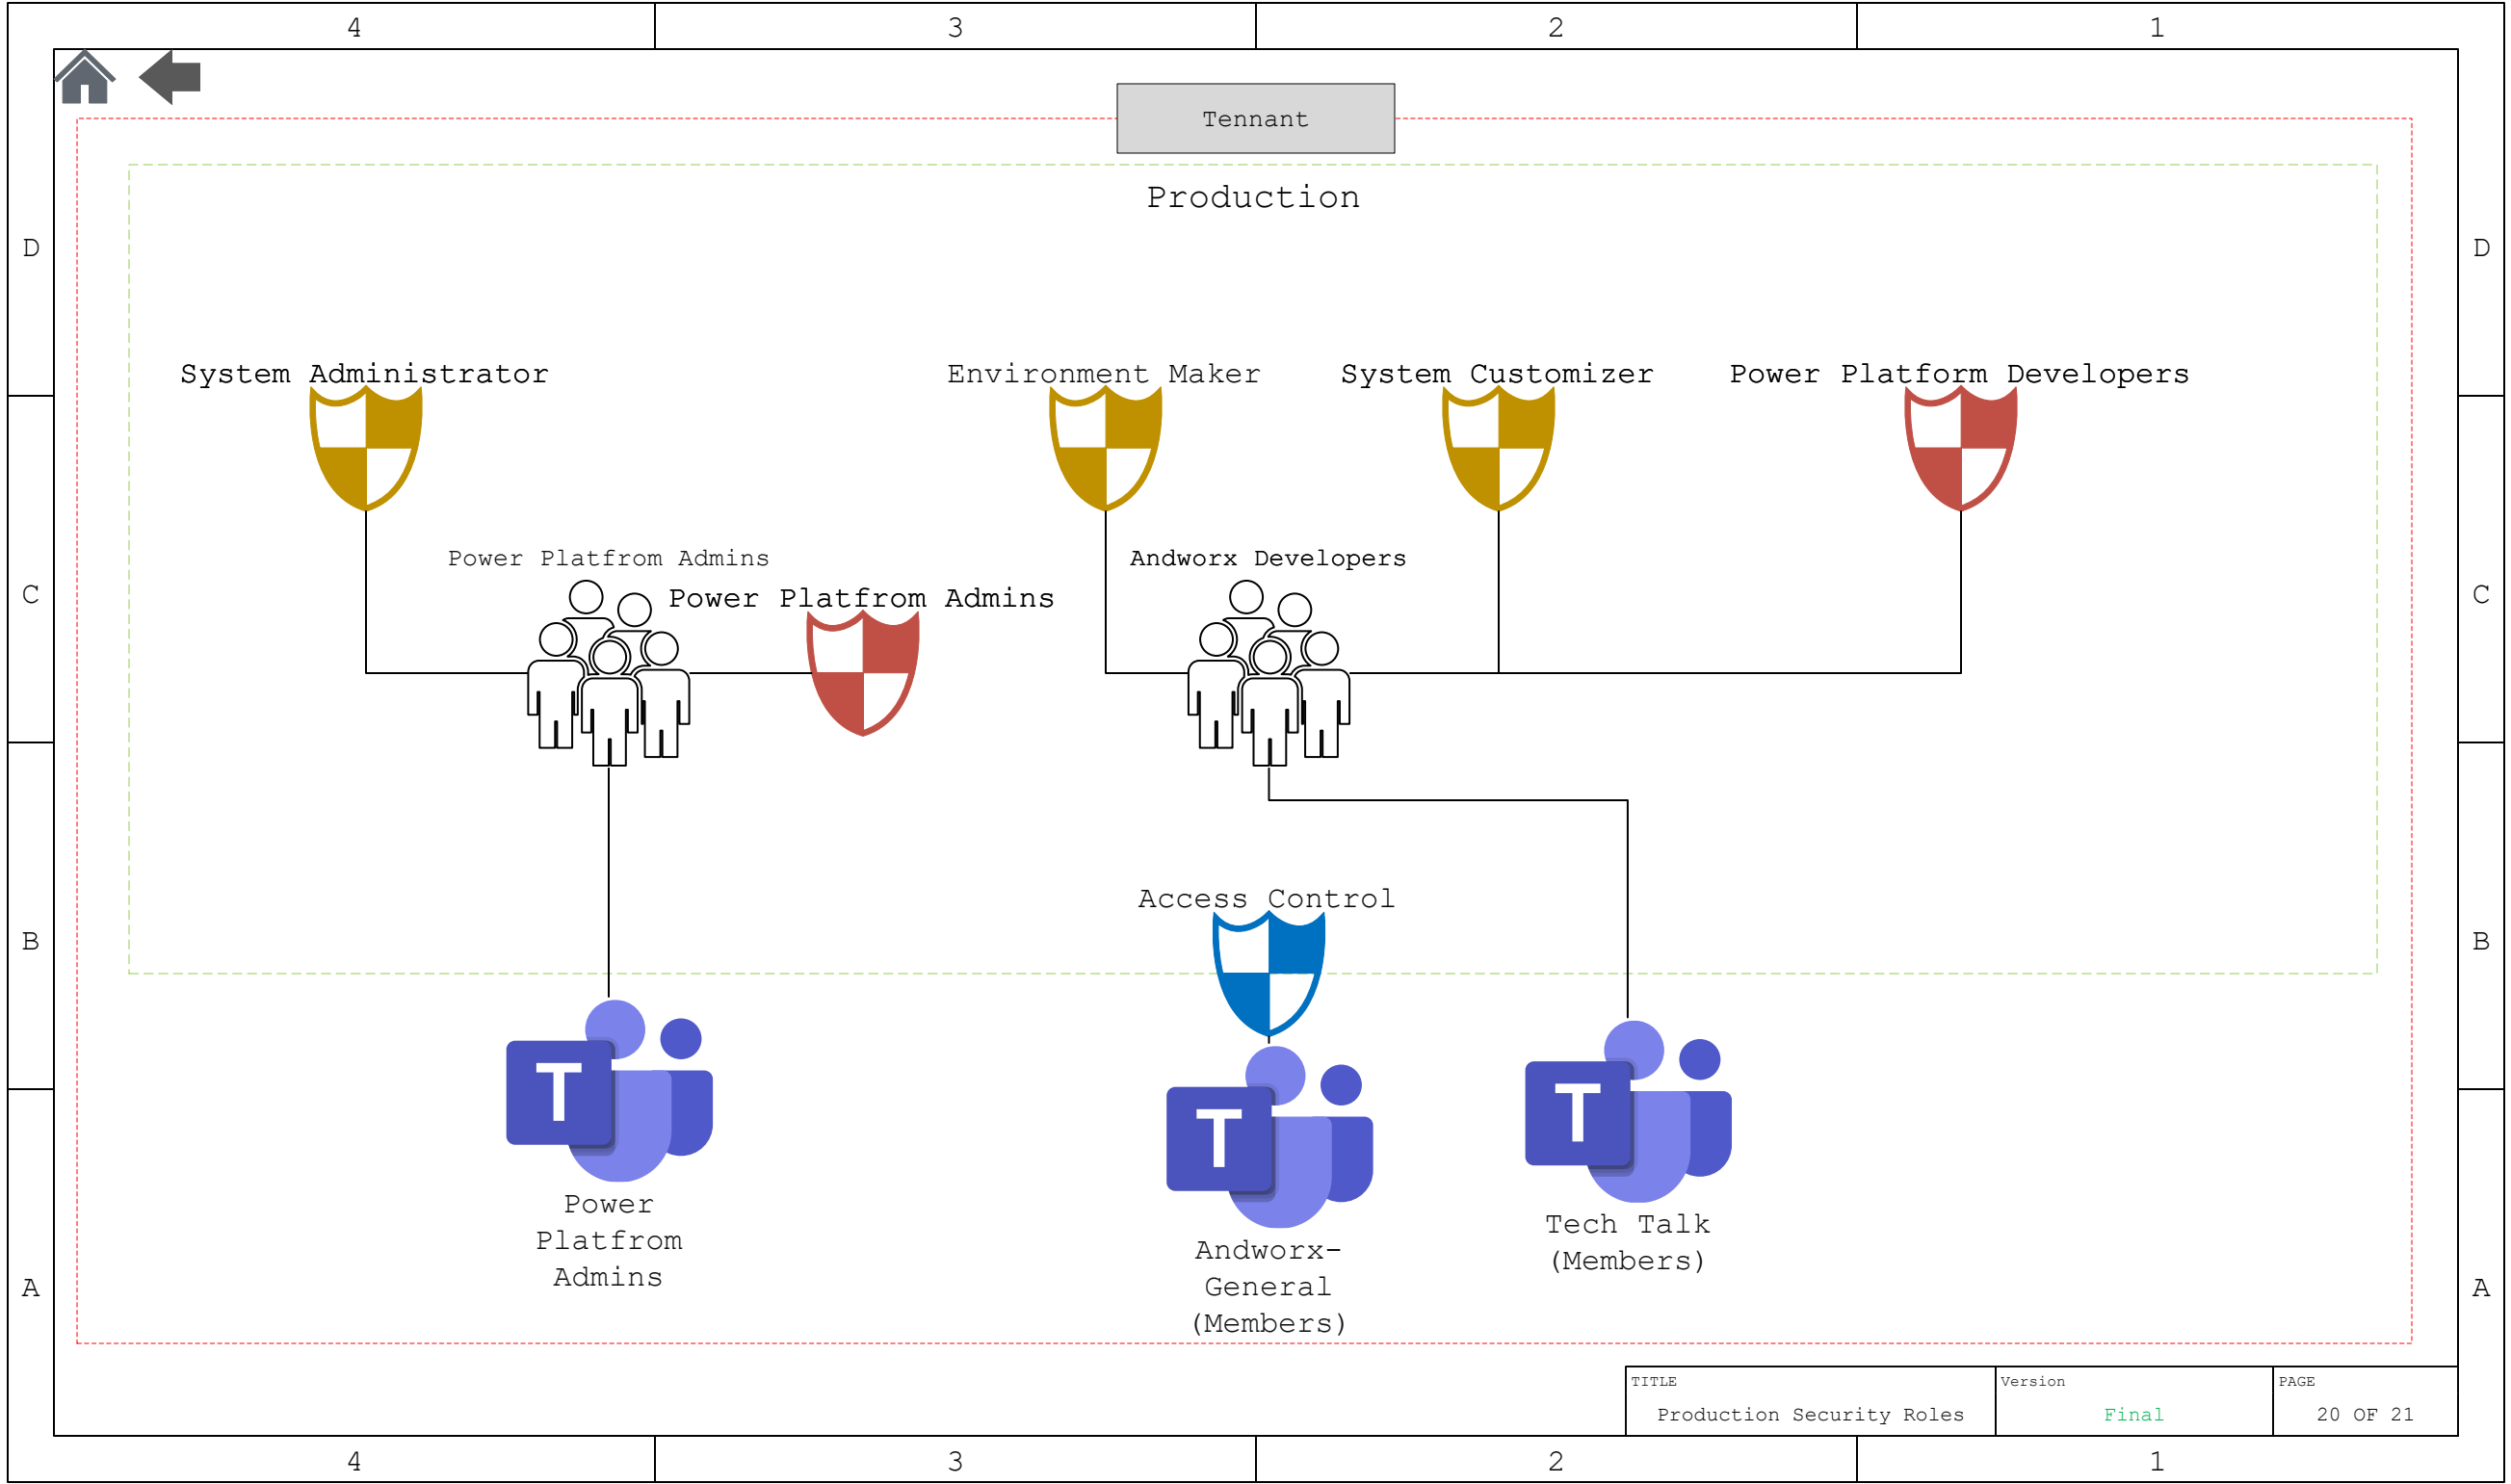 4 3 2 1
Tennant
Production
D D
System Administrator Environment Maker System Customizer Power Platform Developers
Power Platfrom Admins Andworx Developers
C Power Platfrom Admins C
Access Control
B B
T T T
Power
Platfrom
Admins
Tech Talk
(Members)
Andworx-
General
(Members)
A A
TITLE Version PAGE
Production Security Roles Final 20 OF 21
4 3 2 1